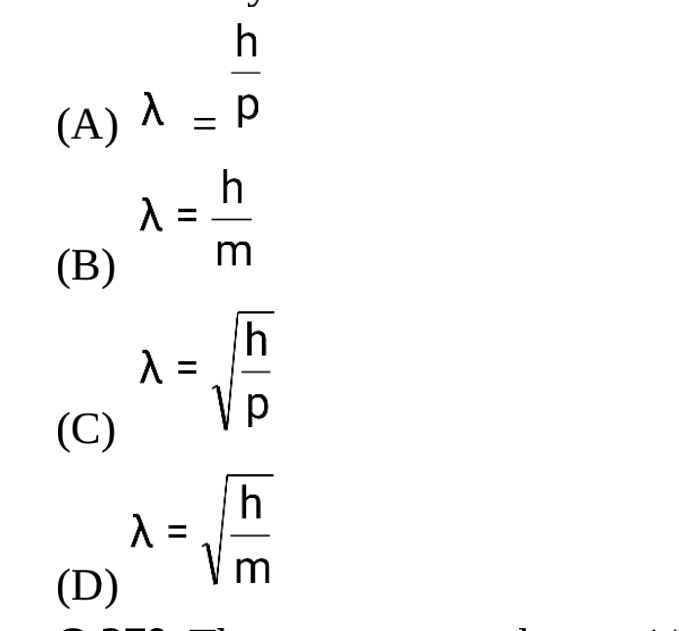 (A) λ = h/p
(B) λ = h/m
(C) λ = √(h/p)
(D) λ = √(h/m)